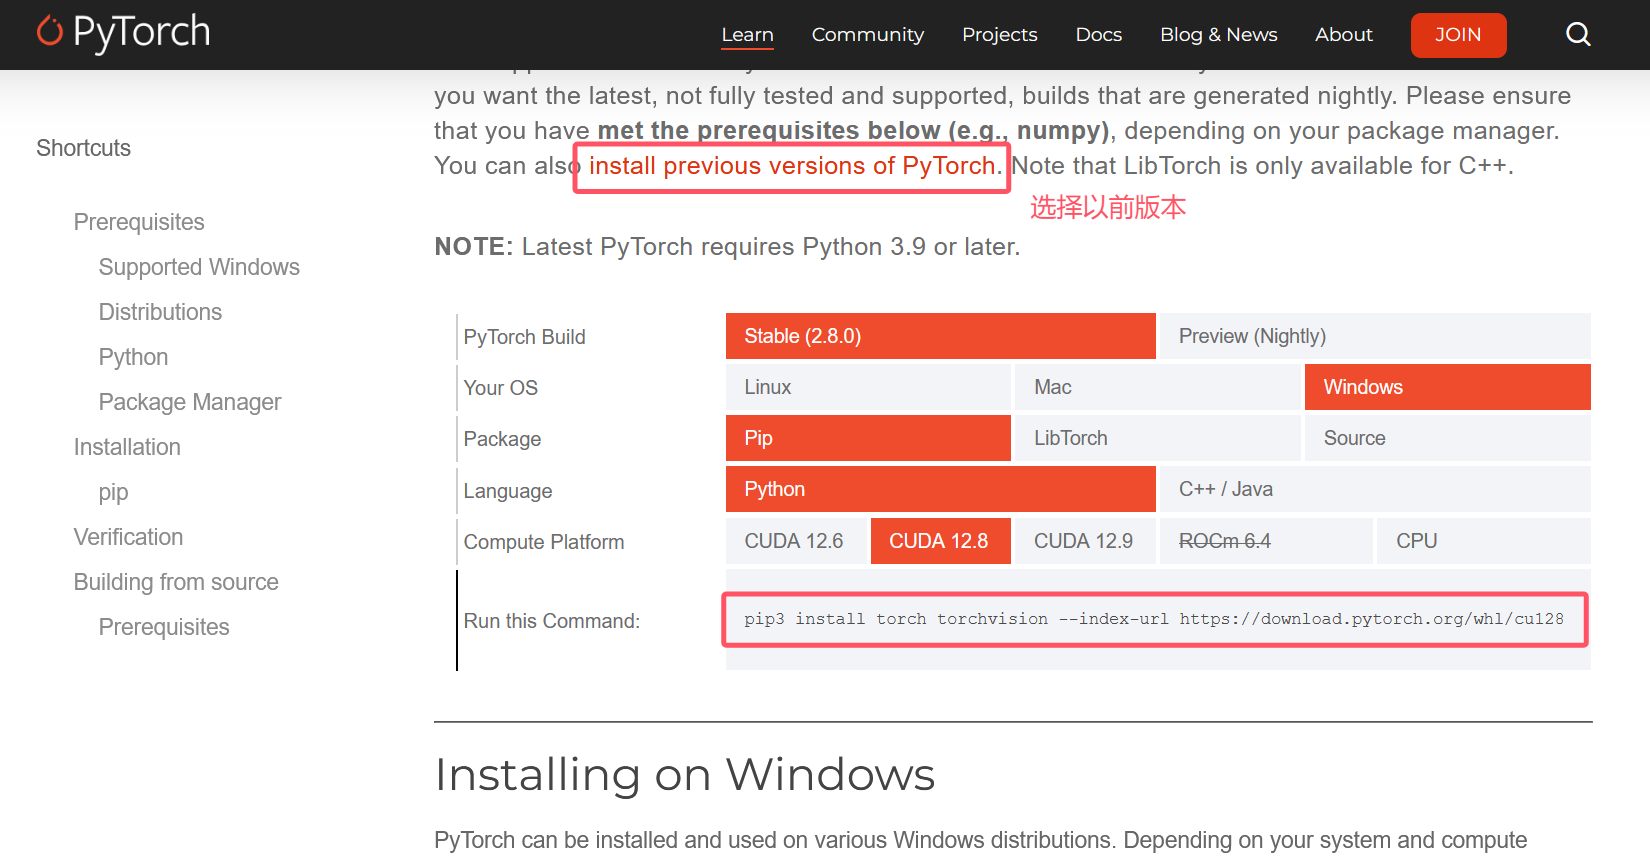 PyTorch
Learn Community Projects Docs Blog & News About JOIN
you want the latest, not fully tested and supported, builds that are generated nightly. Please ensure
that you have met the prerequisites below (e.g., numpy), depending on your package manager.
You can also install previous versions of PyTorch. Note that LibTorch is only available for C++.
选择以前版本
NOTE: Latest PyTorch requires Python 3.9 or later.
Shortcuts
Prerequisites
Supported Windows
Distributions
Python
Package Manager
Installation
pip
Verification
Building from source
Prerequisites
PyTorch Build Stable (2.8.0) Preview (Nightly)
Your OS Linux Mac Windows
Package Pip LibTorch Source
Language Python C++ / Java
Compute Platform CUDA 12.6 CUDA 12.8 CUDA 12.9 ROCm 6.4 CPU
Run this Command: pip3 install torch torchvision --index-url https://download.pytorch.org/whl/cu128
Installing on Windows
PyTorch can be installed and used on various Windows distributions. Depending on your system and compute